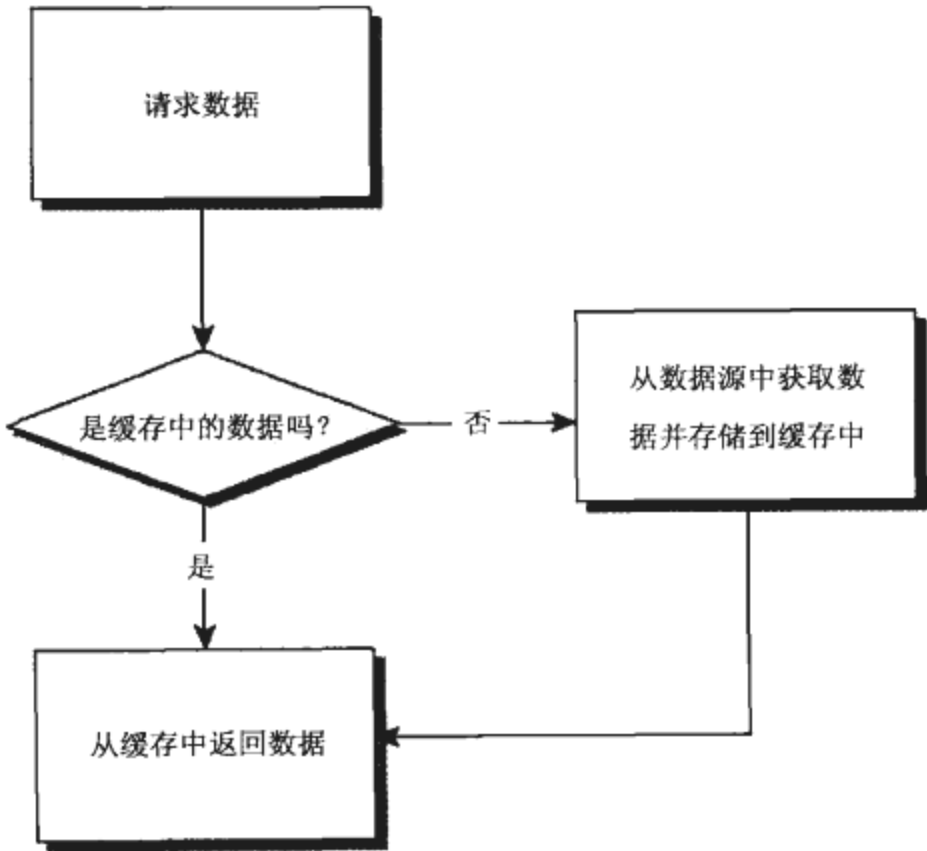 请求数据
是缓存中的数据吗?
否
从数据源中获取数
据并存储到缓存中
是
从缓存中返回数据